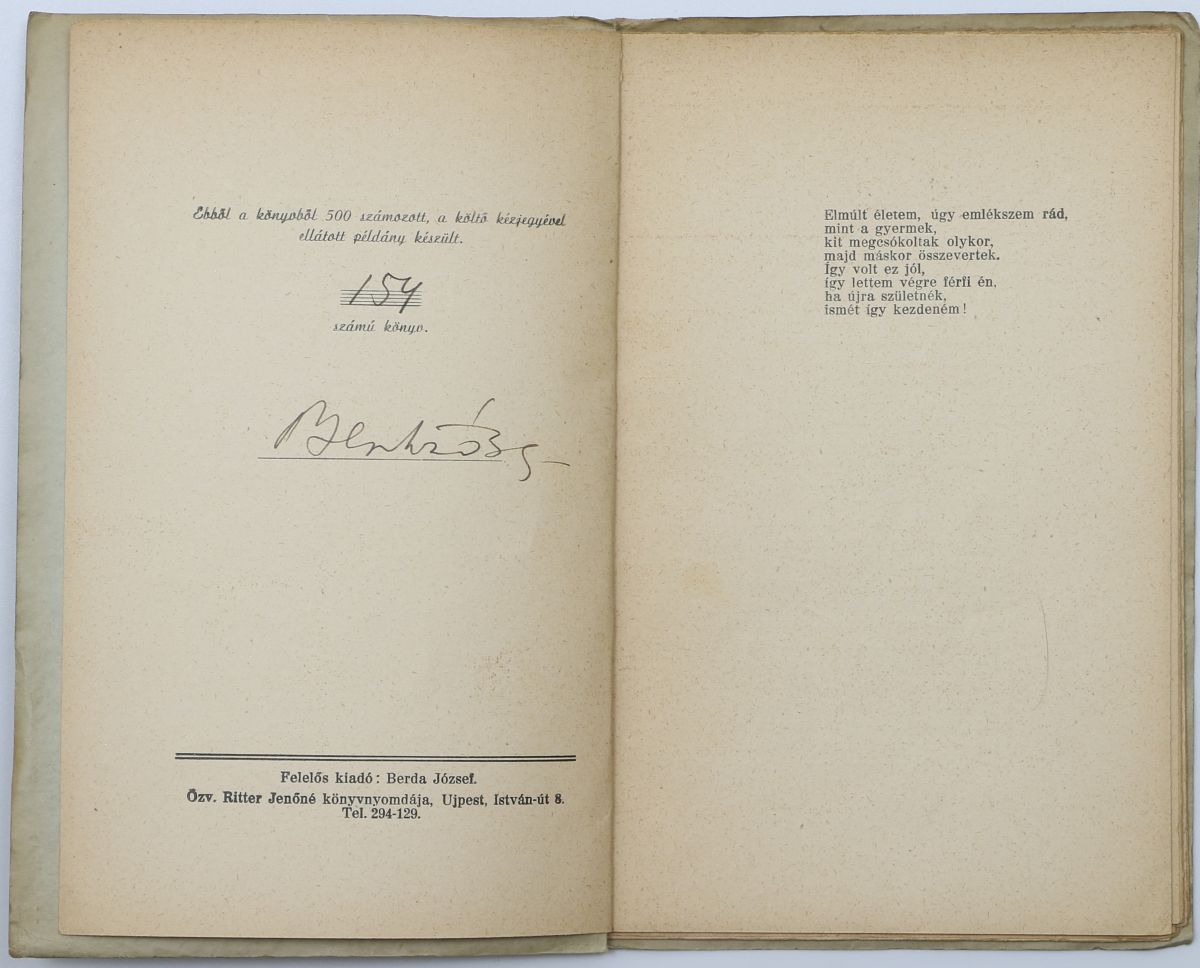 Ebből a könyvből 500 számozott, a költő kézjegyével
ellátott példány készült.
154
számú könyv.
Felelős kiadó: Berda József.
Özv. Ritter Jenőné könyvnyomdája, Ujpest, István-út 8.
Tel. 294-129.
Elmúlt életem, úgy emlékszem rád,
mint a gyermek,
kit megcsókoltak olykor,
majd máskor összevertek.
Így volt ez jól,
így lettem végre férfi én,
ha újra születnék,
ismét így kezdeném!